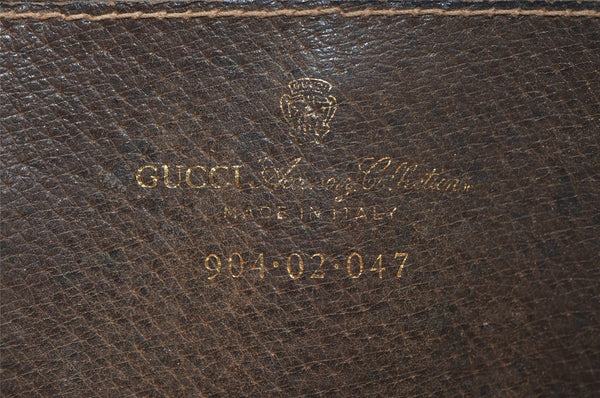 GUCCI "Accessory Collection"
MADE IN ITALY
904·02·047